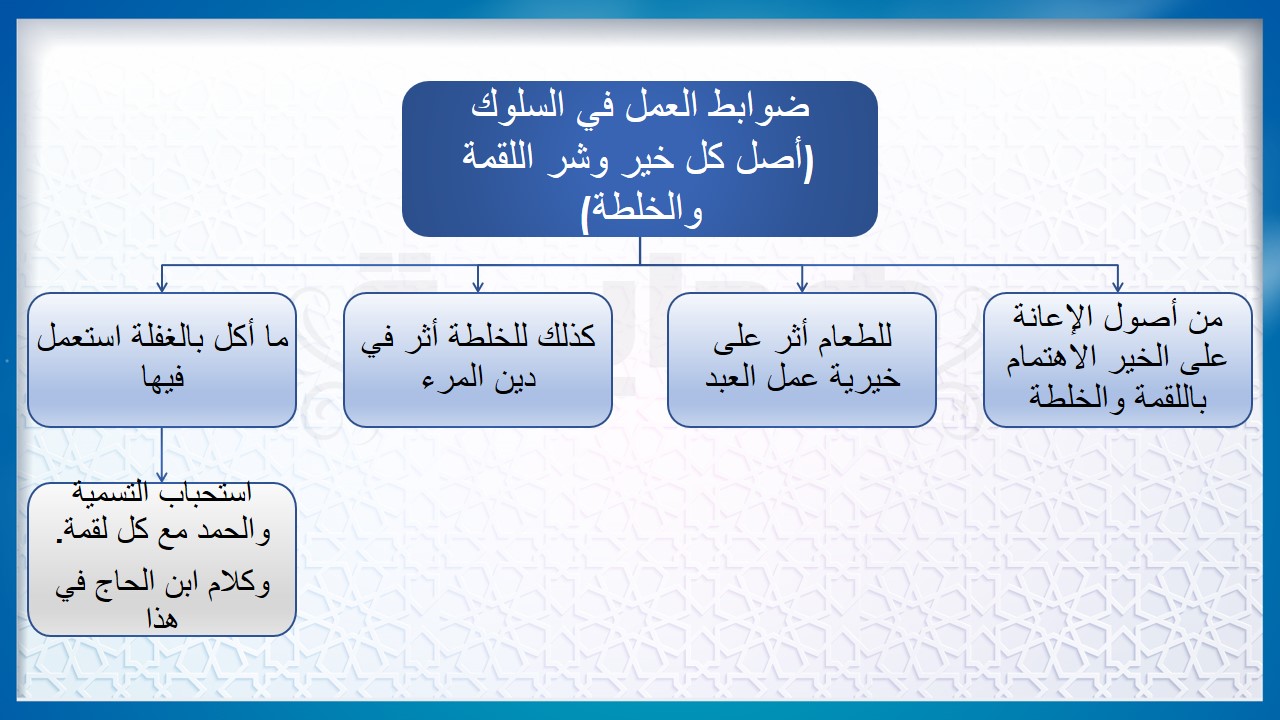 ضوابط العمل في السلوك
(أصل كل خير وشر اللقمة
والخلطة)
من أصول الإعانة
على الخير الاهتمام
باللقمة والخلطة
للطعام أثر على
خيرية عمل العبد
كذلك للخلطة أثر في
دين المرء
ما أكل بالغفلة استعمل
فيها
استحباب التسمية
والحمد مع كل لقمة.
وكلام ابن الحاج في
هذا